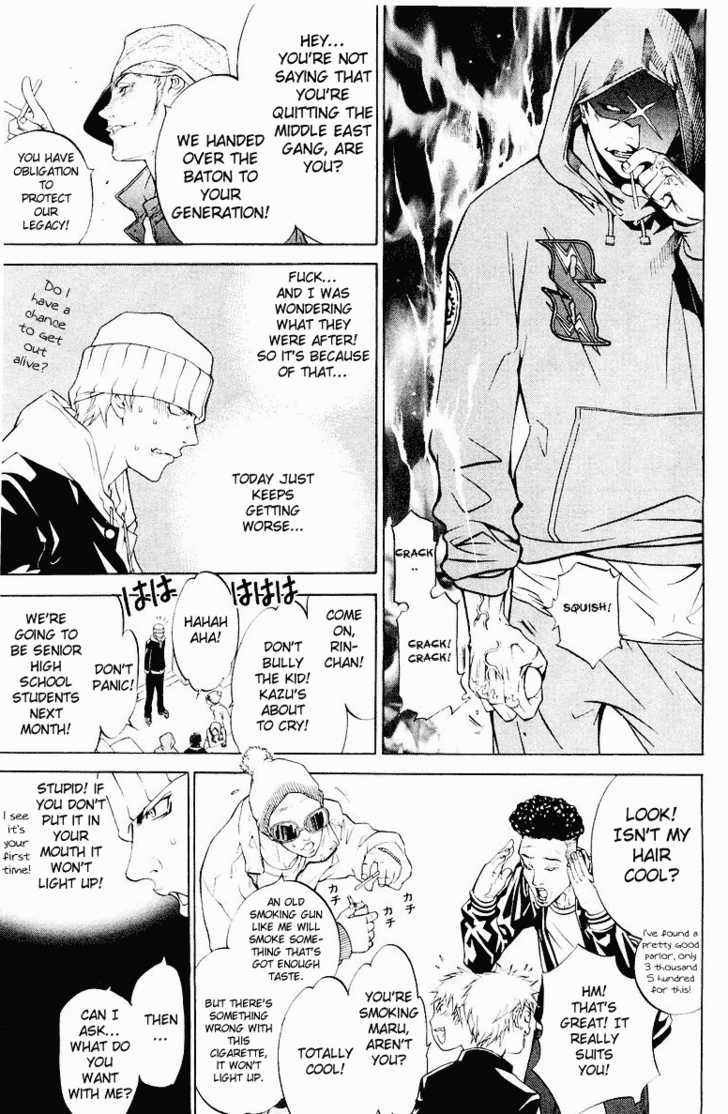 S
CRACK
..
CRACK!
CRACK!
SQUISH!
HEY...
YOU'RE NOT
SAYING THAT
YOU'RE
QUITTING THE
MIDDLE EAST
GANG, ARE
YOU?
WE HANDED
OVER THE
BATON TO
YOUR
GENERATION!
YOU HAVE
OBLIGATION
TO
PROTECT
OUR
LEGACY!
FUCK...
AND I WAS
WONDERING
WHAT THEY
WERE AFTER!
SO IT'S BECAUSE
OF THAT...
Do I
have a
chance
to get
out
alive?
TODAY JUST
KEEPS
GETTING
WORSE...
COME
ON,
RIN-
CHAN!
ははは
DON'T
BULLY
THE KID!
KAZU'S
ABOUT
TO CRY!
HAHAH
AHA!
はは
DON'T
PANIC!
WE'RE
GOING TO
BE SENIOR
HIGH
SCHOOL
STUDENTS
NEXT
MONTH!
LOOK!
ISN'T MY
HAIR
COOL?
I've found a
pretty good
parlor, only
3 thousand
5 hundred
for this!
HM!
THAT'S
GREAT! IT
REALLY
SUITS
YOU!
カチ
カチ
YOU'RE
SMOKING
MARU,
AREN'T
YOU?
TOTALLY
COOL!
AN OLD
SMOKING GUN
LIKE ME WILL
SMOKE SOME-
THING THAT'S
GOT ENOUGH
TASTE.
BUT THERE'S
SOMETHING
WRONG WITH
THIS
CIGARETTE,
IT WON'T
LIGHT UP.
STUPID! IF
YOU DON'T
PUT IT IN
YOUR
MOUTH IT
WON'T
LIGHT UP!
I see
it's
your
first
time!
THEN
...
CAN I
ASK...
WHAT DO
YOU
WANT
WITH ME?